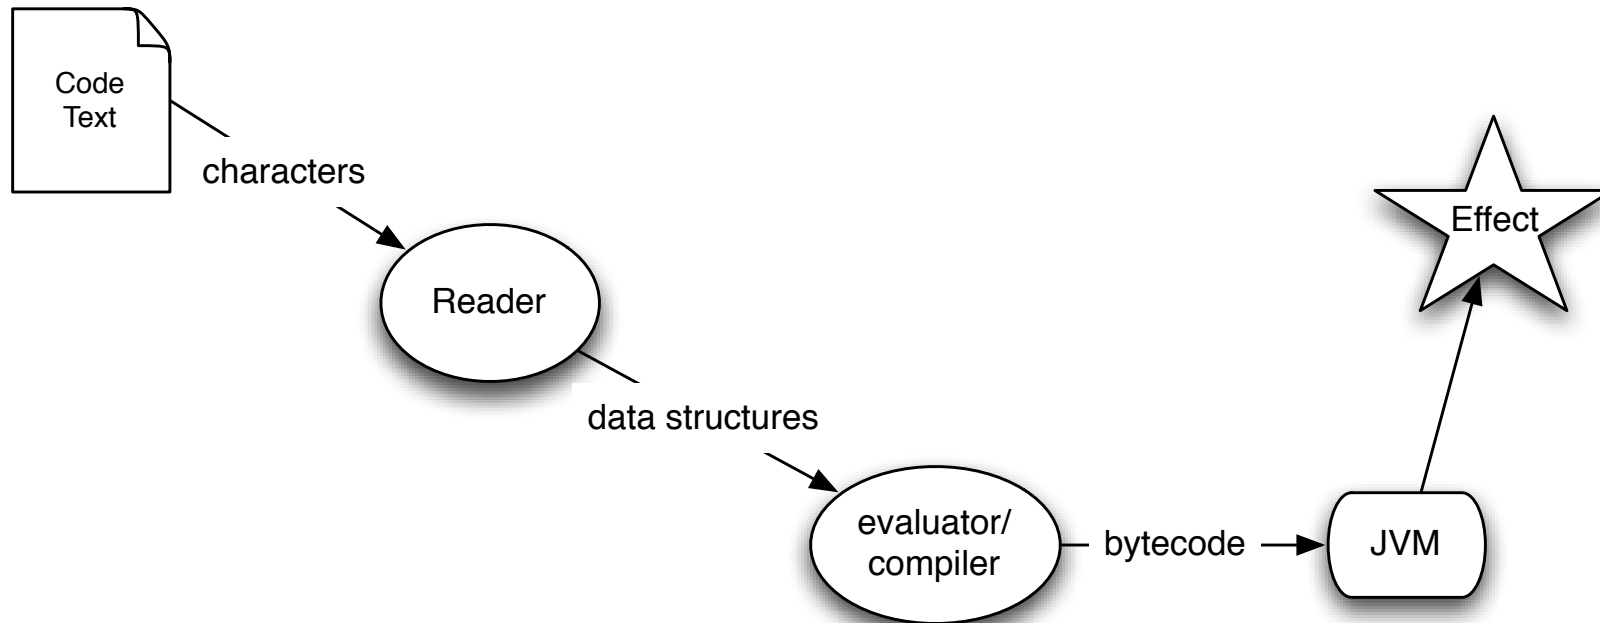 Code
Text
characters
Reader
data structures
evaluator/
compiler
bytecode
JVM
Effect